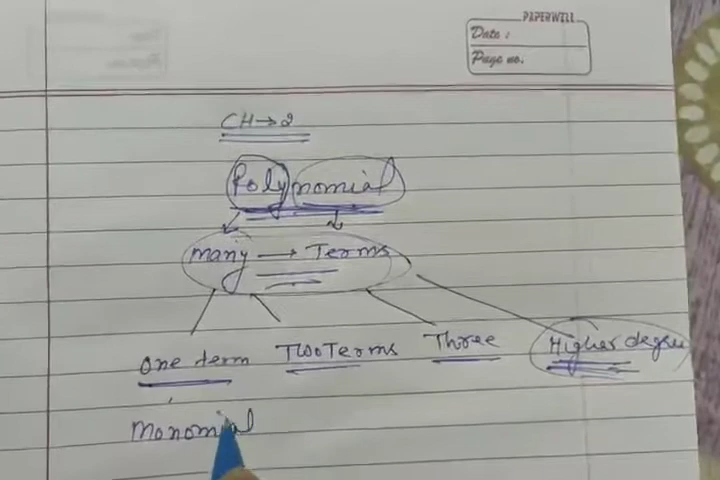 PAPERWELL
Date :
Page no.
CH→2
Polynomial
many → Terms
One term Two Terms Three Higher degree
Monomial